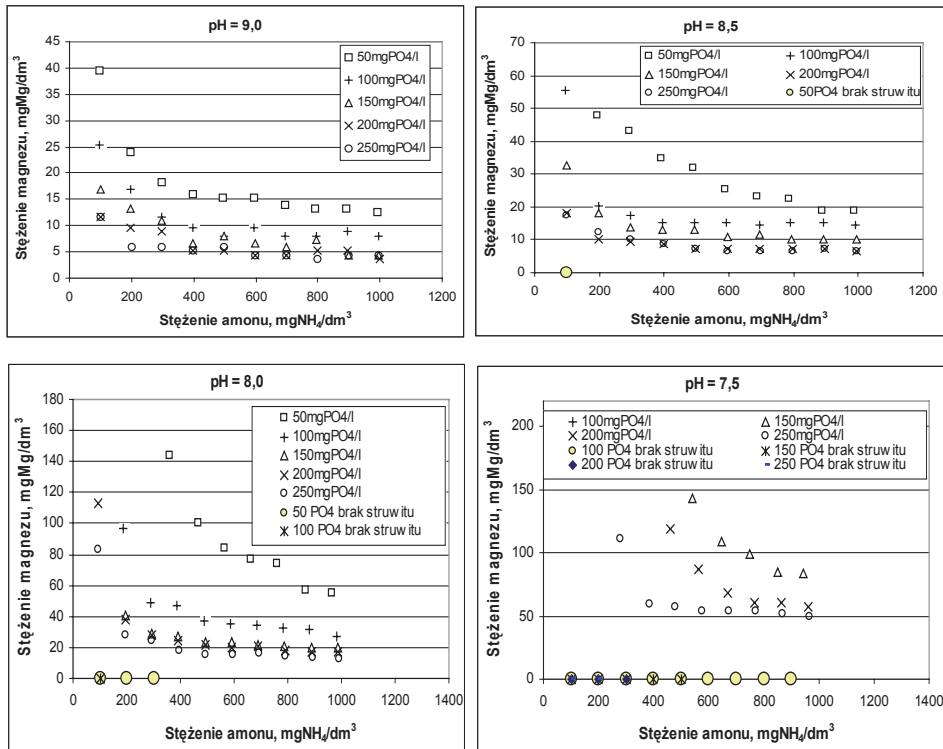 pH = 9,0
Stężenie magnezu, mgMg/dm³
45
40
35
30
25
20
15
10
5
0
50mgPO4/l
100mgPO4/l
150mgPO4/l
200mgPO4/l
250mgPO4/l
0 200 400 600 800 1000 1200
Stężenie amonu, mgNH₄/dm³
pH = 8,5
Stężenie magnezu, mgMg/dm³
70
60
50
40
30
20
10
0
50mgPO4/l 100mgPO4/l
150mgPO4/l 200mgPO4/l
250mgPO4/l 50PO4 brak struwitu
0 200 400 600 800 1000 1200
Stężenie amonu, mgNH₄/dm³
pH = 8,0
Stężenie magnezu, mgMg/dm³
180
160
140
120
100
80
60
40
20
0
50mgPO4/l
100mgPO4/l
150mgPO4/l
200mgPO4/l
250mgPO4/l
50 PO4 brak struwitu
100 PO4 brak struwitu
0 200 400 600 800 1000 1200 1400
Stężenie amonu, mgNH₄/dm³
pH = 7,5
Stężenie magnezu, mgMg/dm³
200
150
100
50
0
100mgPO4/l 150mgPO4/l
200mgPO4/l 250mgPO4/l
100 PO4 brak struwitu 150 PO4 brak struwitu
200 PO4 brak struwitu 250 PO4 brak struwitu
0 200 400 600 800 1000 1200 1400
Stężenie amonu, mgNH₄/dm³